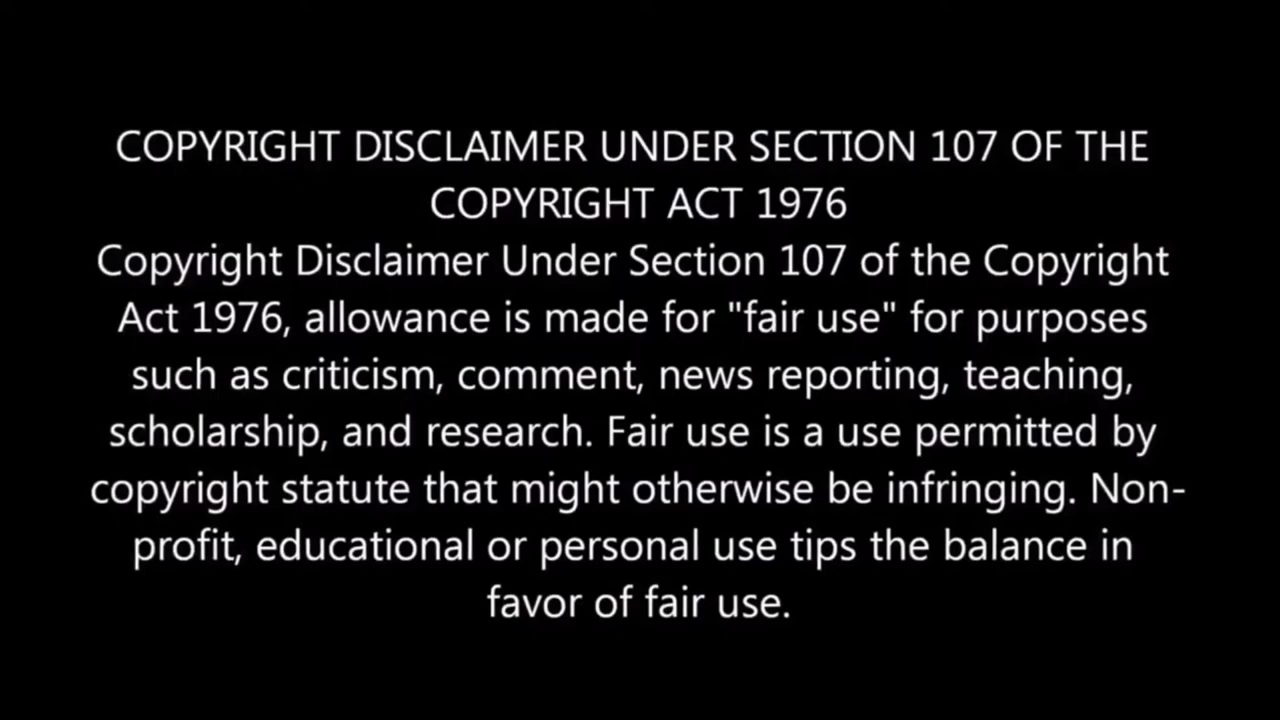 COPYRIGHT DISCLAIMER UNDER SECTION 107 OF THE
COPYRIGHT ACT 1976
Copyright Disclaimer Under Section 107 of the Copyright
Act 1976, allowance is made for "fair use" for purposes
such as criticism, comment, news reporting, teaching,
scholarship, and research. Fair use is a use permitted by
copyright statute that might otherwise be infringing. Non-
profit, educational or personal use tips the balance in
favor of fair use.